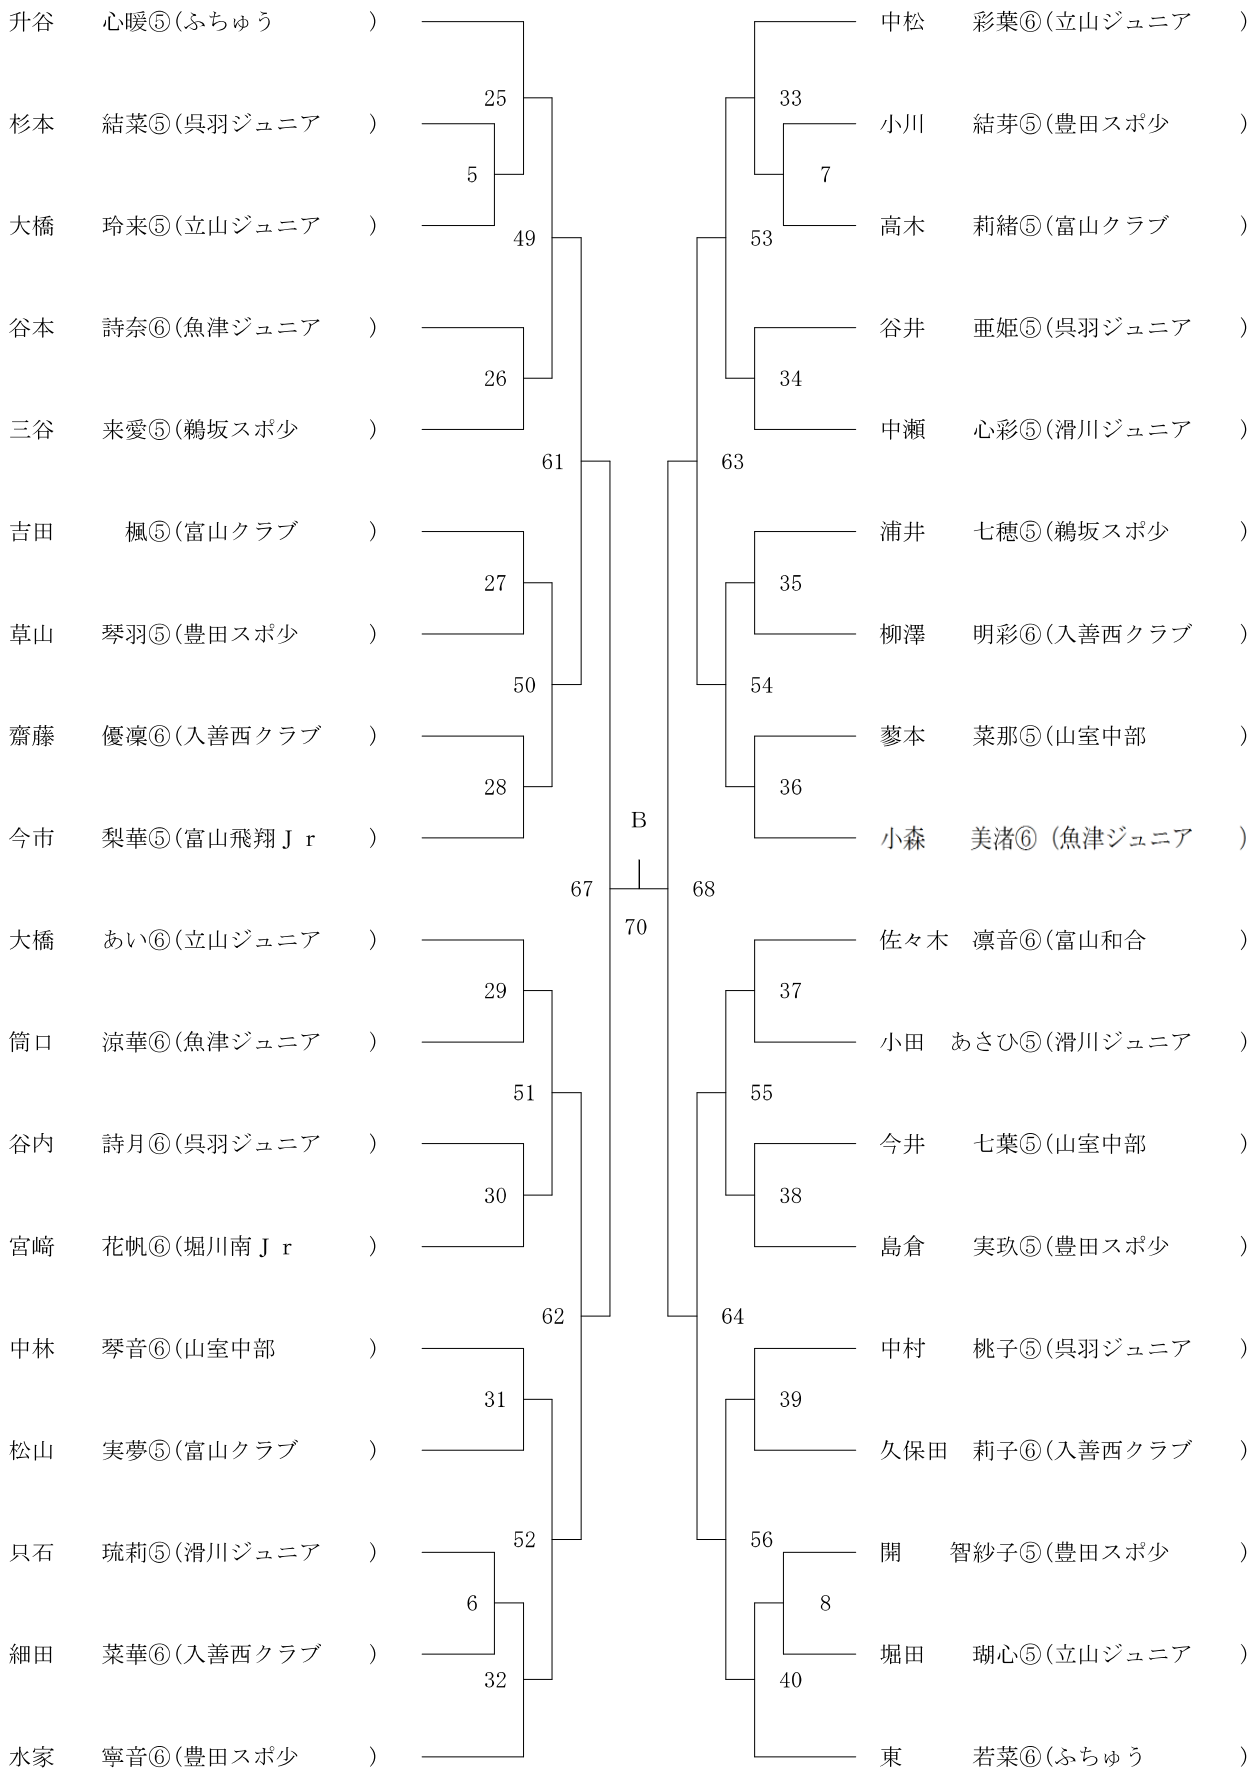 升谷 心暖⑤(ふちゅう )
25
杉本 結菜⑤(呉羽ジュニア )
5
大橋 玲来⑤(立山ジュニア )
49
谷本 詩奈⑥(魚津ジュニア )
26
三谷 来愛⑤(鵜坂スポ少 )
61
吉田 楓⑤(富山クラブ )
27
草山 琴羽⑤(豊田スポ少 )
50
齋藤 優凜⑥(入善西クラブ )
28
今市 梨華⑤(富山飛翔Jr )
67
大橋 あい⑥(立山ジュニア )
29
筒口 涼華⑥(魚津ジュニア )
51
谷内 詩月⑥(呉羽ジュニア )
30
宮﨑 花帆⑥(堀川南Jr )
62
中林 琴音⑥(山室中部 )
31
松山 実夢⑤(富山クラブ )
52
只石 琉莉⑤(滑川ジュニア )
6
細田 菜華⑥(入善西クラブ )
32
水家 寧音⑥(豊田スポ少 )
B
70
中松 彩葉⑥(立山ジュニア )
33
小川 結芽⑤(豊田スポ少 )
7
高木 莉緒⑤(富山クラブ )
53
谷井 亜姫⑤(呉羽ジュニア )
34
中瀬 心彩⑤(滑川ジュニア )
63
浦井 七穂⑤(鵜坂スポ少 )
35
柳澤 明彩⑥(入善西クラブ )
54
蓼本 菜那⑤(山室中部 )
36
小森 美渚⑥(魚津ジュニア )
68
佐々木 凛音⑥(富山和合 )
37
小田 あさひ⑤(滑川ジュニア )
55
今井 七葉⑤(山室中部 )
38
島倉 実玖⑤(豊田スポ少 )
64
中村 桃子⑤(呉羽ジュニア )
39
久保田 莉子⑥(入善西クラブ )
56
開 智紗子⑤(豊田スポ少 )
8
堀田 瑚心⑤(立山ジュニア )
40
東 若菜⑥(ふちゅう )